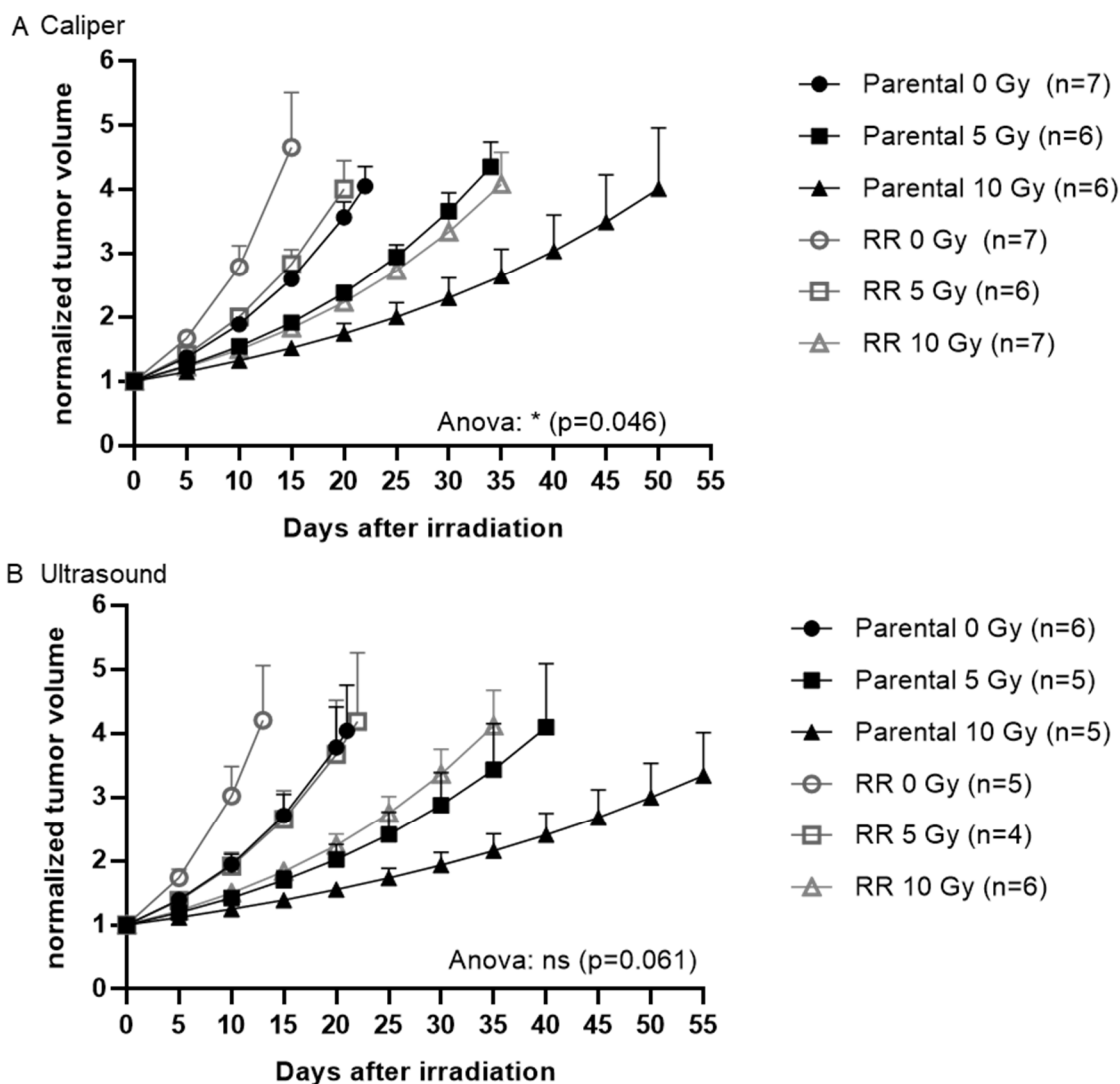 A Caliper
normalized tumor volume
6
5
4
3
2
1
0
0 5 10 15 20 25 30 35 40 45 50 55
Days after irradiation
Anova: * (p=0.046)
Parental 0 Gy (n=7)
Parental 5 Gy (n=6)
Parental 10 Gy (n=6)
RR 0 Gy (n=7)
RR 5 Gy (n=6)
RR 10 Gy (n=7)
B Ultrasound
normalized tumor volume
6
5
4
3
2
1
0
0 5 10 15 20 25 30 35 40 45 50 55
Days after irradiation
Anova: ns (p=0.061)
Parental 0 Gy (n=6)
Parental 5 Gy (n=5)
Parental 10 Gy (n=5)
RR 0 Gy (n=5)
RR 5 Gy (n=4)
RR 10 Gy (n=6)